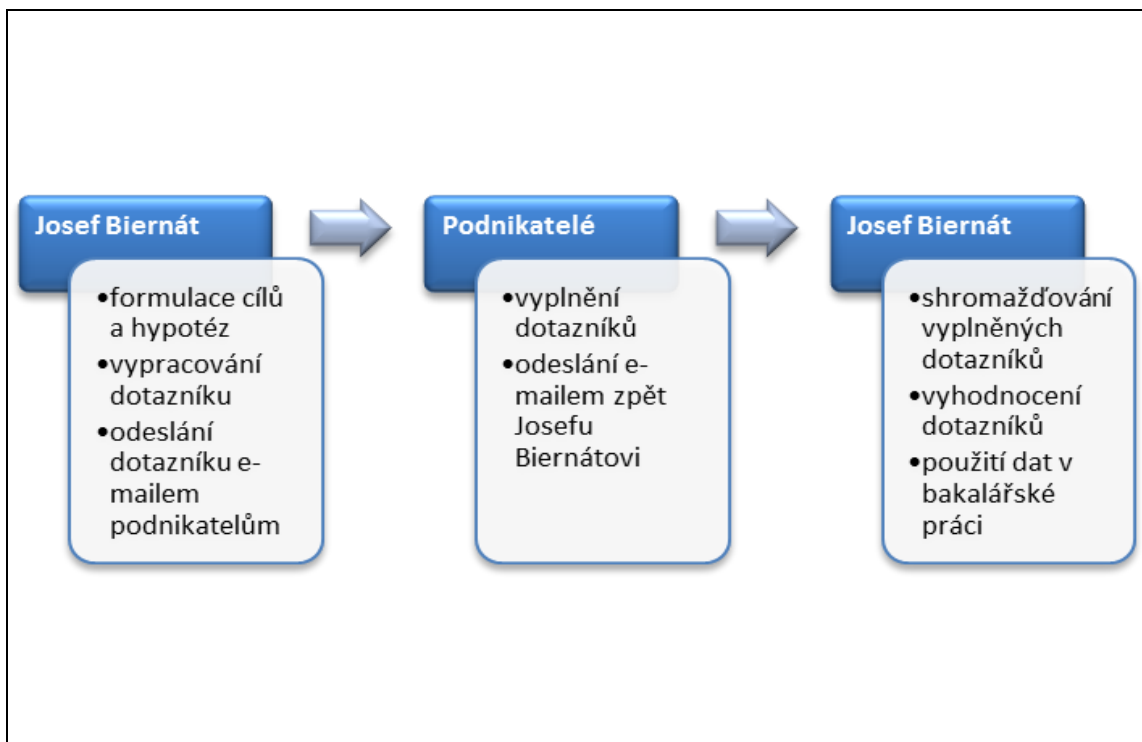 Josef Biernát
•formulace cílů
a hypotéz
•vypracování
dotazníku
•odeslání
dotazníku e-
mailem
podnikatelům
Podnikatelé
•vyplnění
dotazníků
•odeslání e-
mailem zpět
Josefu
Biernátovi
Josef Biernát
•shromažďování
vyplněných
dotazníků
•vyhodnocení
dotazníků
•použití dat v
bakalářské
práci